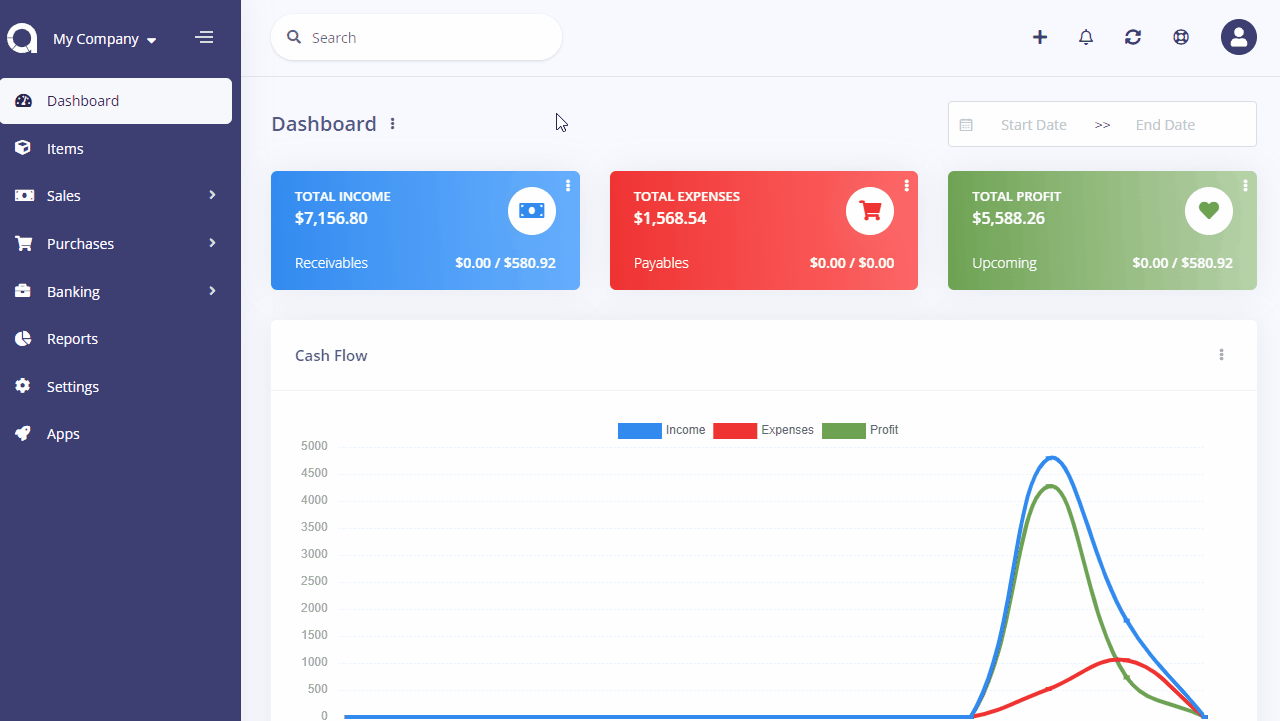 My Company
Search
Dashboard
Items
Sales
Purchases
Banking
Reports
Settings
Apps
Dashboard
Start Date >> End Date
TOTAL INCOME
$7,156.80
Receivables $0.00 / $580.92
TOTAL EXPENSES
$1,568.54
Payables $0.00 / $0.00
TOTAL PROFIT
$5,588.26
Upcoming $0.00 / $580.92
Cash Flow
Income Expenses Profit
5000
4500
4000
3500
3000
2500
2000
1500
1000
500
0